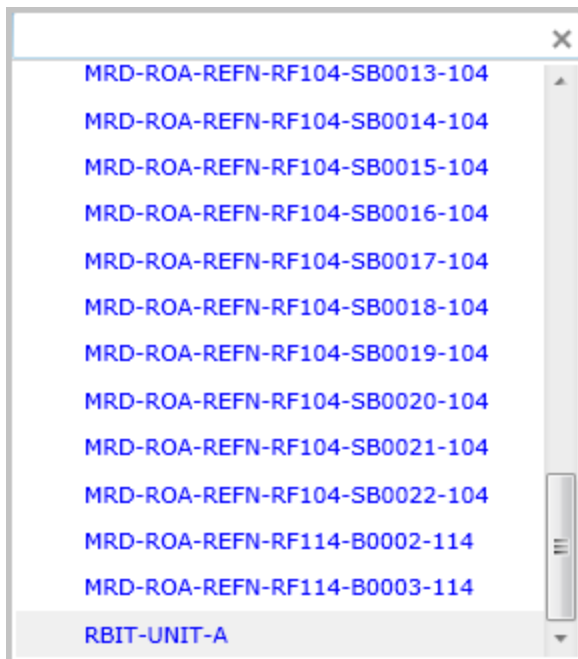 MRD-ROA-REFN-RF104-SB0013-104
MRD-ROA-REFN-RF104-SB0014-104
MRD-ROA-REFN-RF104-SB0015-104
MRD-ROA-REFN-RF104-SB0016-104
MRD-ROA-REFN-RF104-SB0017-104
MRD-ROA-REFN-RF104-SB0018-104
MRD-ROA-REFN-RF104-SB0019-104
MRD-ROA-REFN-RF104-SB0020-104
MRD-ROA-REFN-RF104-SB0021-104
MRD-ROA-REFN-RF104-SB0022-104
MRD-ROA-REFN-RF114-B0002-114
MRD-ROA-REFN-RF114-B0003-114
RBIT-UNIT-A